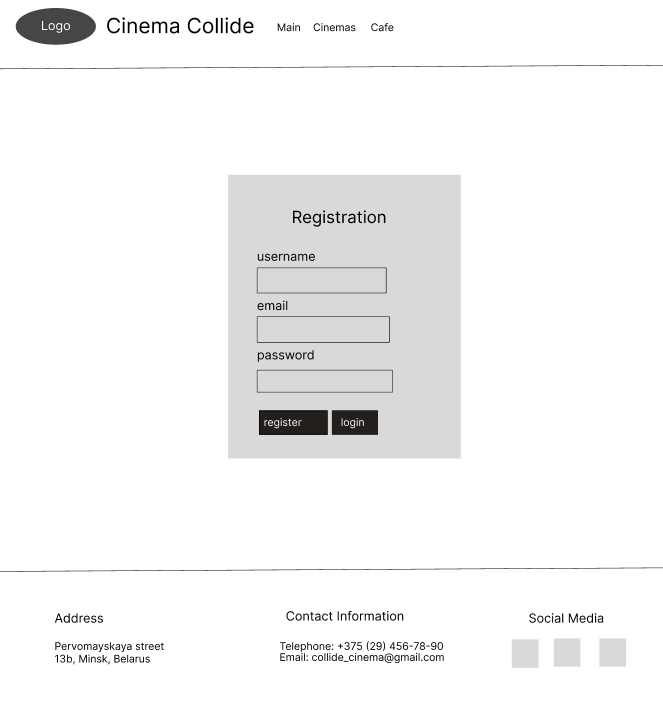 Logo
Cinema Collide
Main Cinemas Cafe
Registration
username
email
password
register login
Address
Contact Information
Social Media
Pervomayskaya street
13b, Minsk, Belarus
Telephone: +375 (29) 456-78-90
Email: collide_cinema@gmail.com